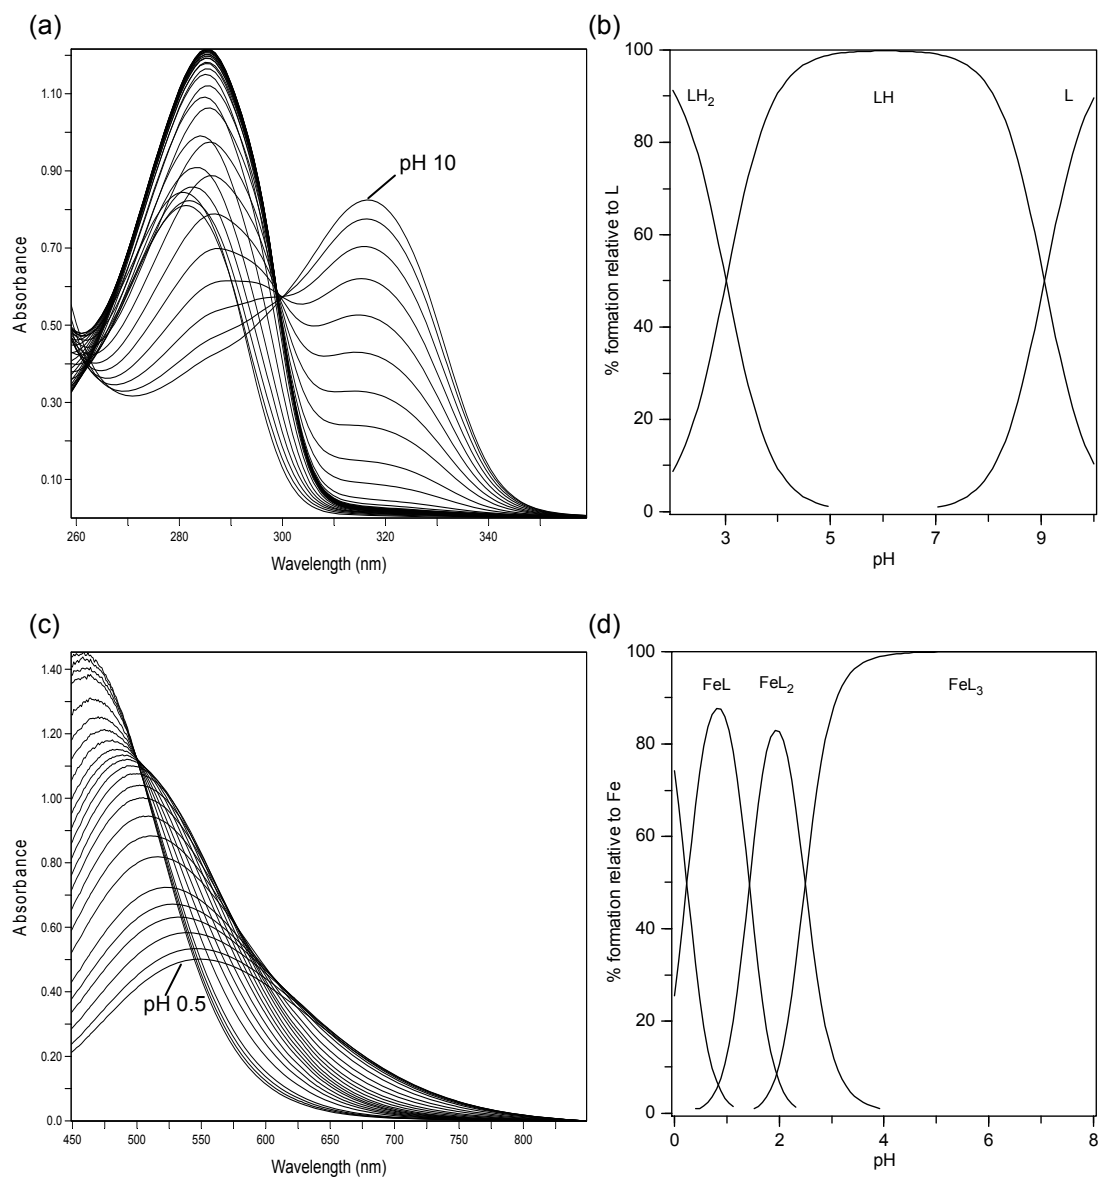 (a)
1.10
0.90
0.70
0.50
0.30
0.10
Absorbance
pH 10
260
280
300
320
340
Wavelength (nm)
(b)
100
80
60
40
20
0
% formation relative to L
LH2
LH
L
3
5
7
9
pH
(c)
1.40
1.20
1.00
0.80
0.60
0.40
0.20
0.0
Absorbance
pH 0.5
450
500
550
600
650
700
750
800
Wavelength (nm)
(d)
100
80
60
40
20
0
% formation relative to Fe
FeL
FeL2
FeL3
0
2
4
6
8
pH